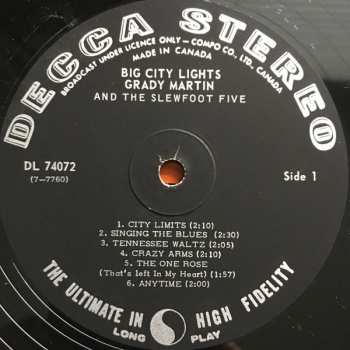 DECCA STEREO
BROADCAST UNDER LICENCE ONLY — COMPO CO., LTD., CANADA
MADE IN CANADA
BIG CITY LIGHTS
GRADY MARTIN
AND THE SLEWFOOT FIVE
DL 74072
(7-7760)
Side 1
1. CITY LIMITS (2:10)
2. SINGING THE BLUES (2:30)
3. TENNESSEE WALTZ (2:05)
4. CRAZY ARMS (2:10)
5. THE ONE ROSE
(That's left In My Heart) (1:57)
6. ANYTIME (2:00)
THE ULTIMATE IN HIGH FIDELITY
LONG PLAY